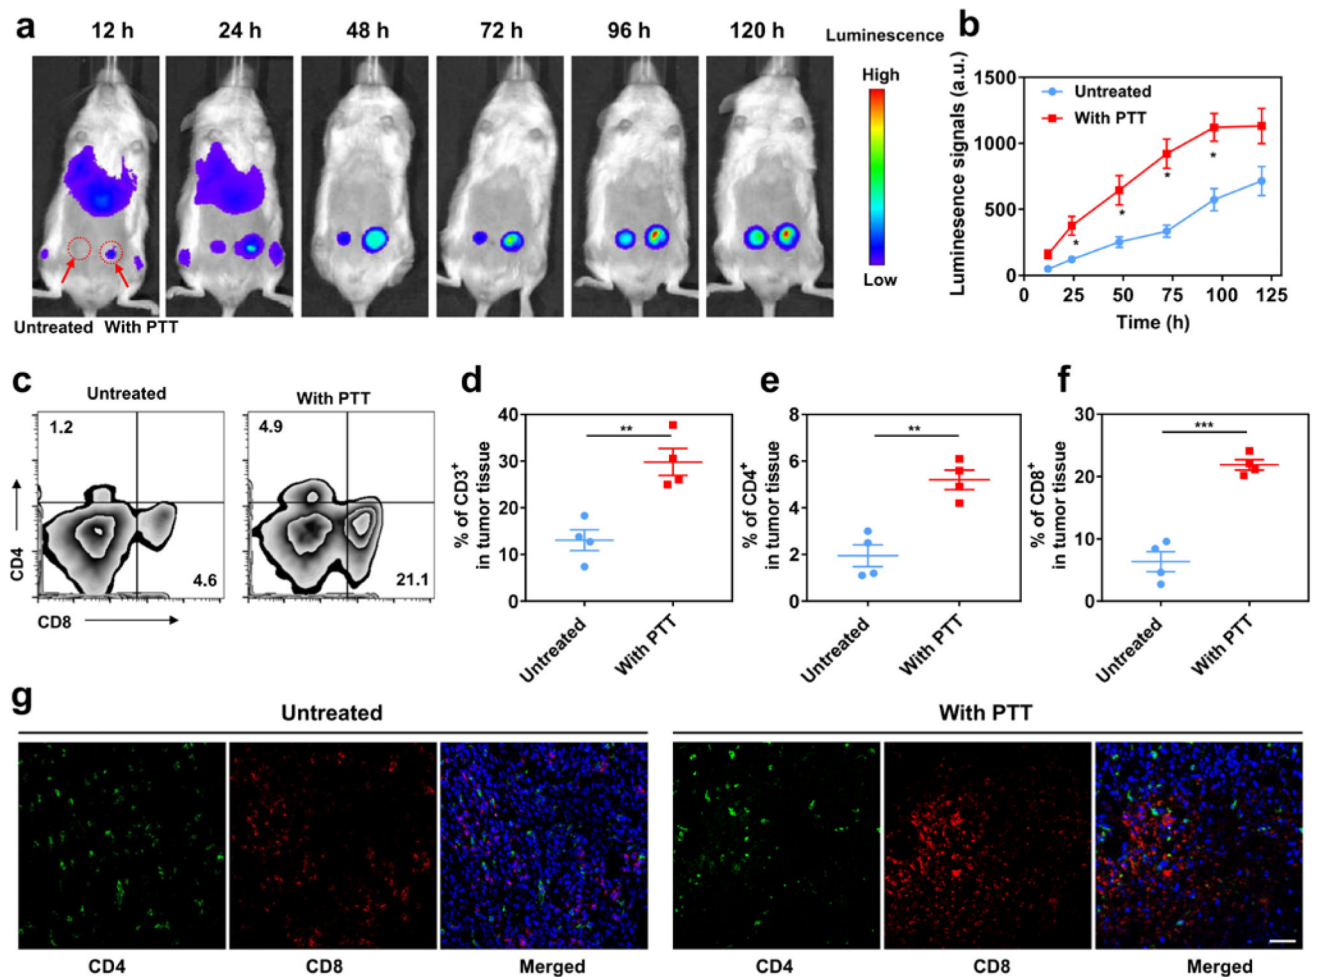 a
12 h 24 h 48 h 72 h 96 h 120 h
Luminescence
High
Low
Untreated With PTT
b
Luminesence signals (a.u.)
1500
1000
500
0
Untreated
With PTT
*
*
*
*
0 25 50 75 100 125
Time (h)
c
Untreated
With PTT
1.2
4.6
4.9
21.1
CD4
CD8
d
% of CD3+
in tumor tissue
40
30
20
10
0
**
Untreated
With PTT
e
% of CD4+
in tumor tissue
8
6
4
2
0
**
Untreated
With PTT
f
% of CD8+
in tumor tissue
30
20
10
0
***
Untreated
With PTT
g
Untreated
With PTT
CD4 CD8 Merged CD4 CD8 Merged